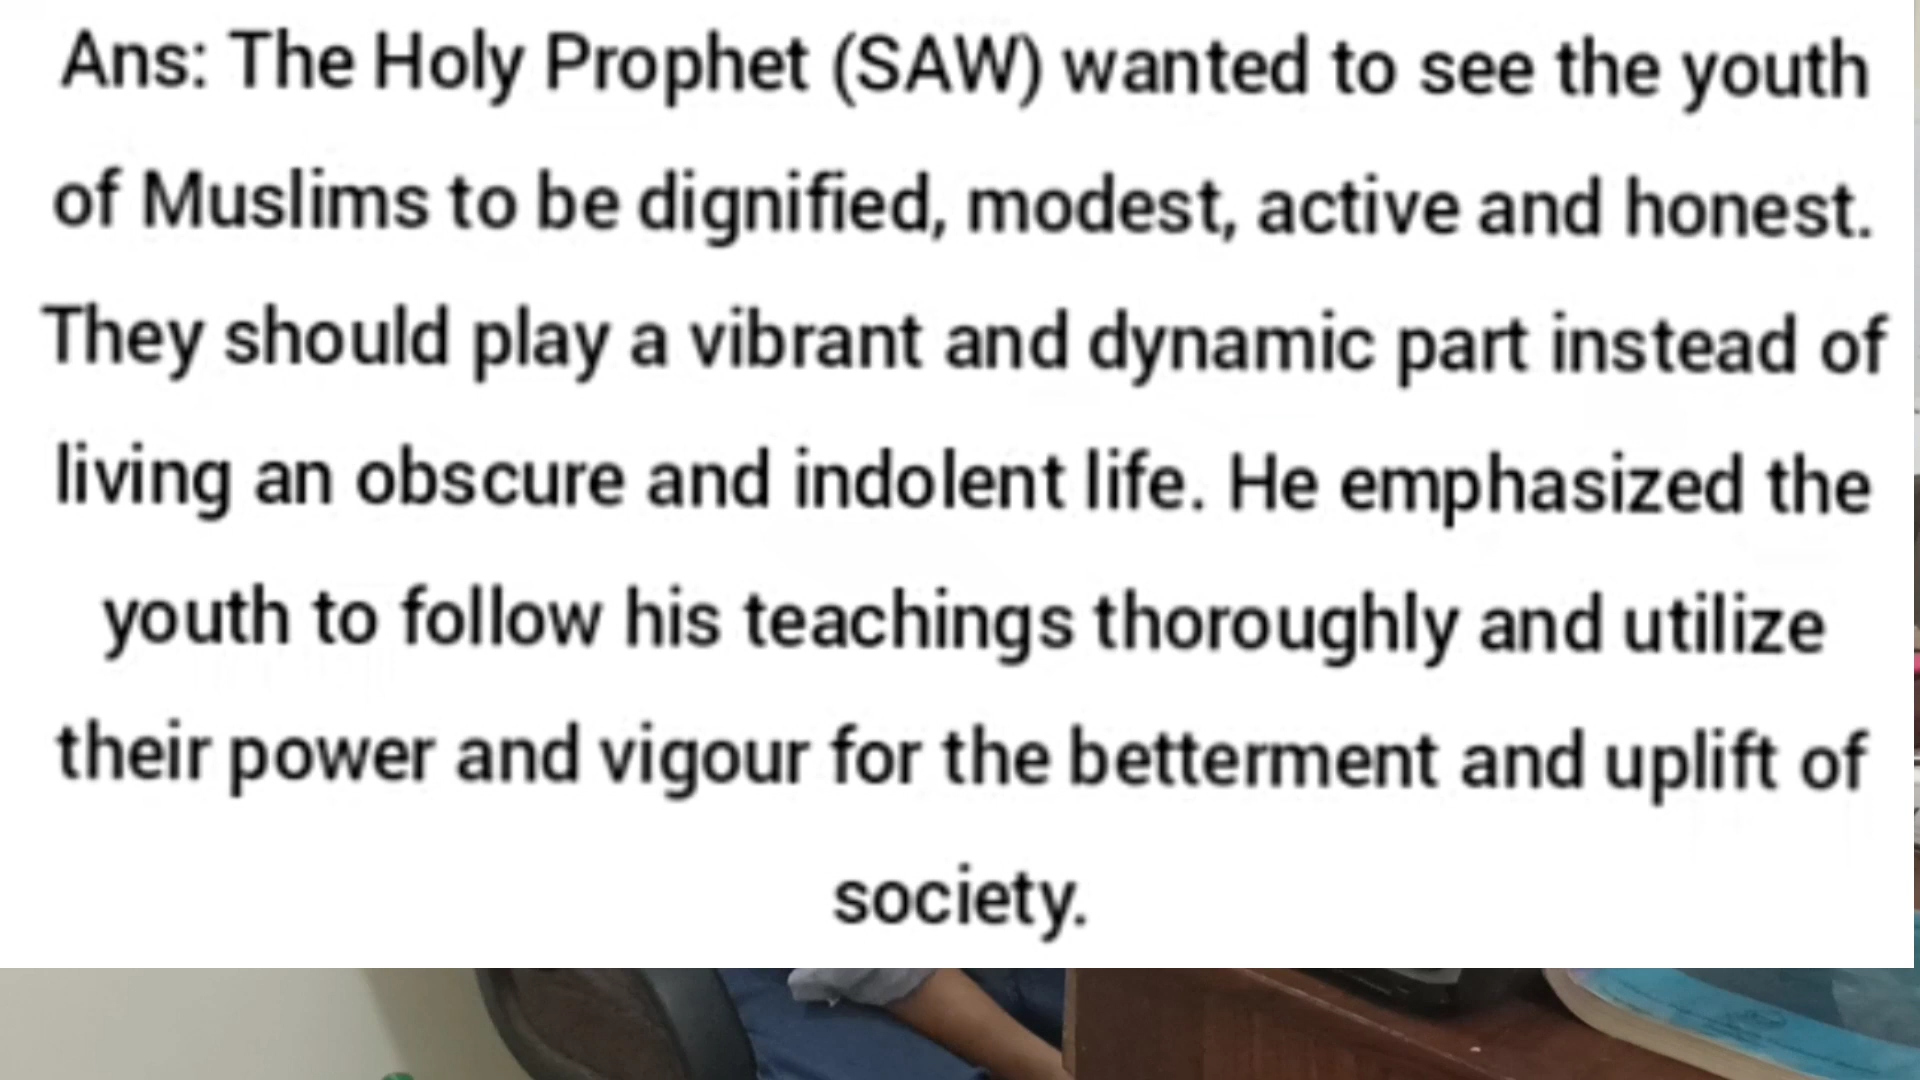 Ans: The Holy Prophet (SAW) wanted to see the youth
of Muslims to be dignified, modest, active and honest.
They should play a vibrant and dynamic part instead of
living an obscure and indolent life. He emphasized the
youth to follow his teachings thoroughly and utilize
their power and vigour for the betterment and uplift of
society.